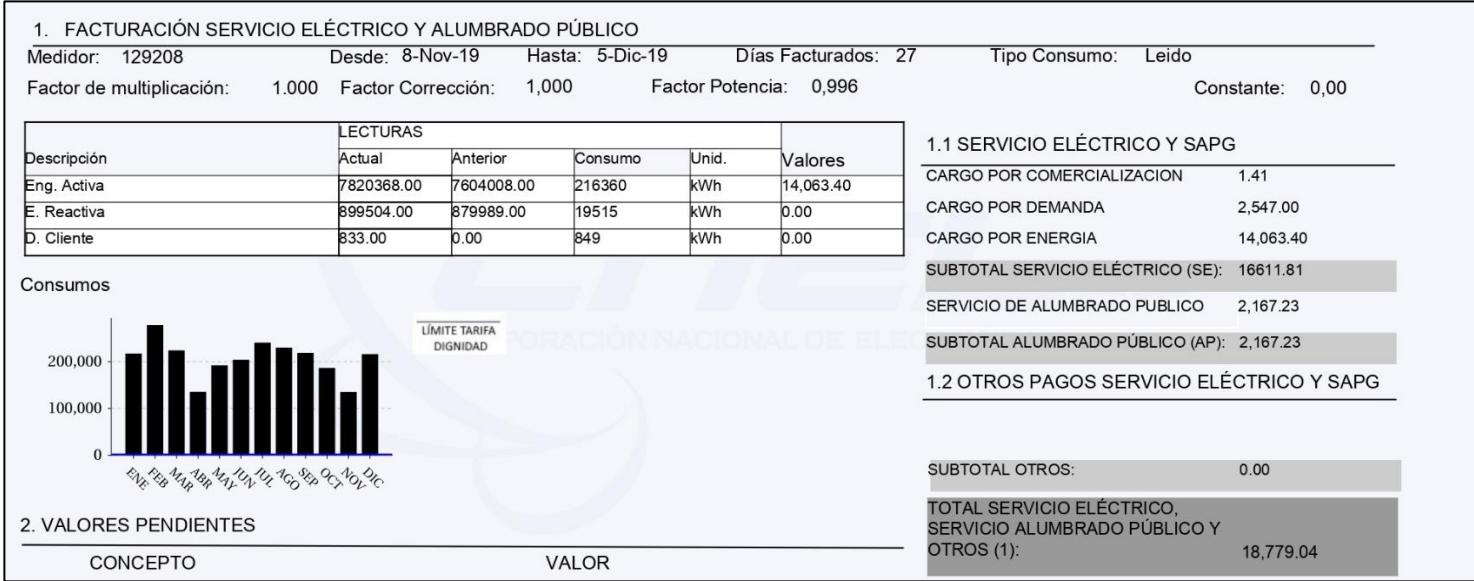 1. FACTURACIÓN SERVICIO ELÉCTRICO Y ALUMBRADO PÚBLICO
Medidor: 129208 Desde: 8-Nov-19 Hasta: 5-Dic-19 Días Facturados: 27 Tipo Consumo: Leido
Factor de multiplicación: 1.000 Factor Corrección: 1,000 Factor Potencia: 0,996 Constante: 0,00
LECTURAS
Descripción Actual Anterior Consumo Unid. Valores
Eng. Activa 7820368.00 7604008.00 216360 kWh 14,063.40
E. Reactiva 899504.00 879989.00 19515 kWh 0.00
D. Cliente 833.00 0.00 849 kWh 0.00
Consumos
LÍMITE TARIFA
DIGNIDAD
200,000
100,000
0
ENE FEB MAR ABR MAY JUN JUL AGO SEP OCT NOV DIC
2. VALORES PENDIENTES
CONCEPTO VALOR
1.1 SERVICIO ELÉCTRICO Y SAPG
CARGO POR COMERCIALIZACION 1.41
CARGO POR DEMANDA 2,547.00
CARGO POR ENERGIA 14,063.40
SUBTOTAL SERVICIO ELÉCTRICO (SE): 16611.81
SERVICIO DE ALUMBRADO PUBLICO 2,167.23
SUBTOTAL ALUMBRADO PÚBLICO (AP): 2,167.23
1.2 OTROS PAGOS SERVICIO ELÉCTRICO Y SAPG
SUBTOTAL OTROS: 0.00
TOTAL SERVICIO ELÉCTRICO,
SERVICIO ALUMBRADO PÚBLICO Y
OTROS (1): 18,779.04